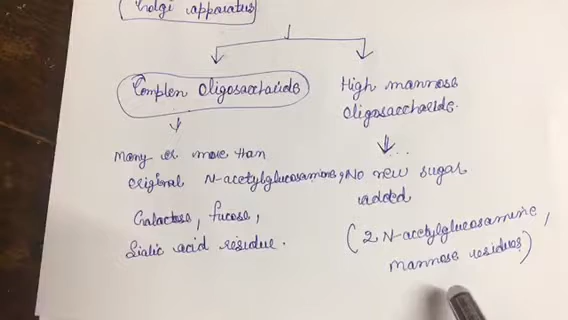 Golgi apparatus
Complex oligosaccharide
High mannose
oligosaccharide.
Many or more than
original N-acetylglucosamine,
Galactose, fucose,
Sialic acid residue.
No new sugar
added
(2 N-acetylglucosamine,
mannose residues)